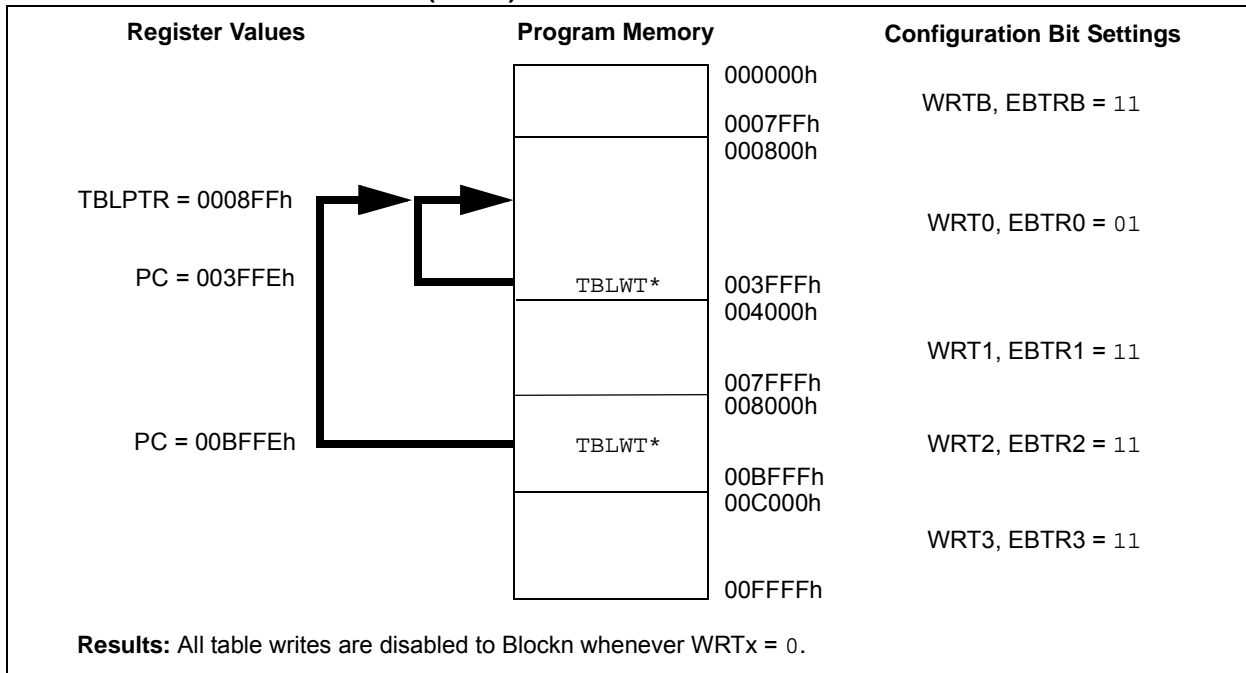 Register Values Program Memory Configuration Bit Settings
000000h
WRTB, EBTRB = 11
0007FFh
000800h
TBLPTR = 0008FFh
WRT0, EBTR0 = 01
PC = 003FFEh TBLWT* 003FFFh
004000h
WRT1, EBTR1 = 11
007FFFh
008000h
PC = 00BFFEh TBLWT* WRT2, EBTR2 = 11
00BFFFh
00C000h
WRT3, EBTR3 = 11
00FFFFh
Results: All table writes are disabled to Blockn whenever WRTx = 0.